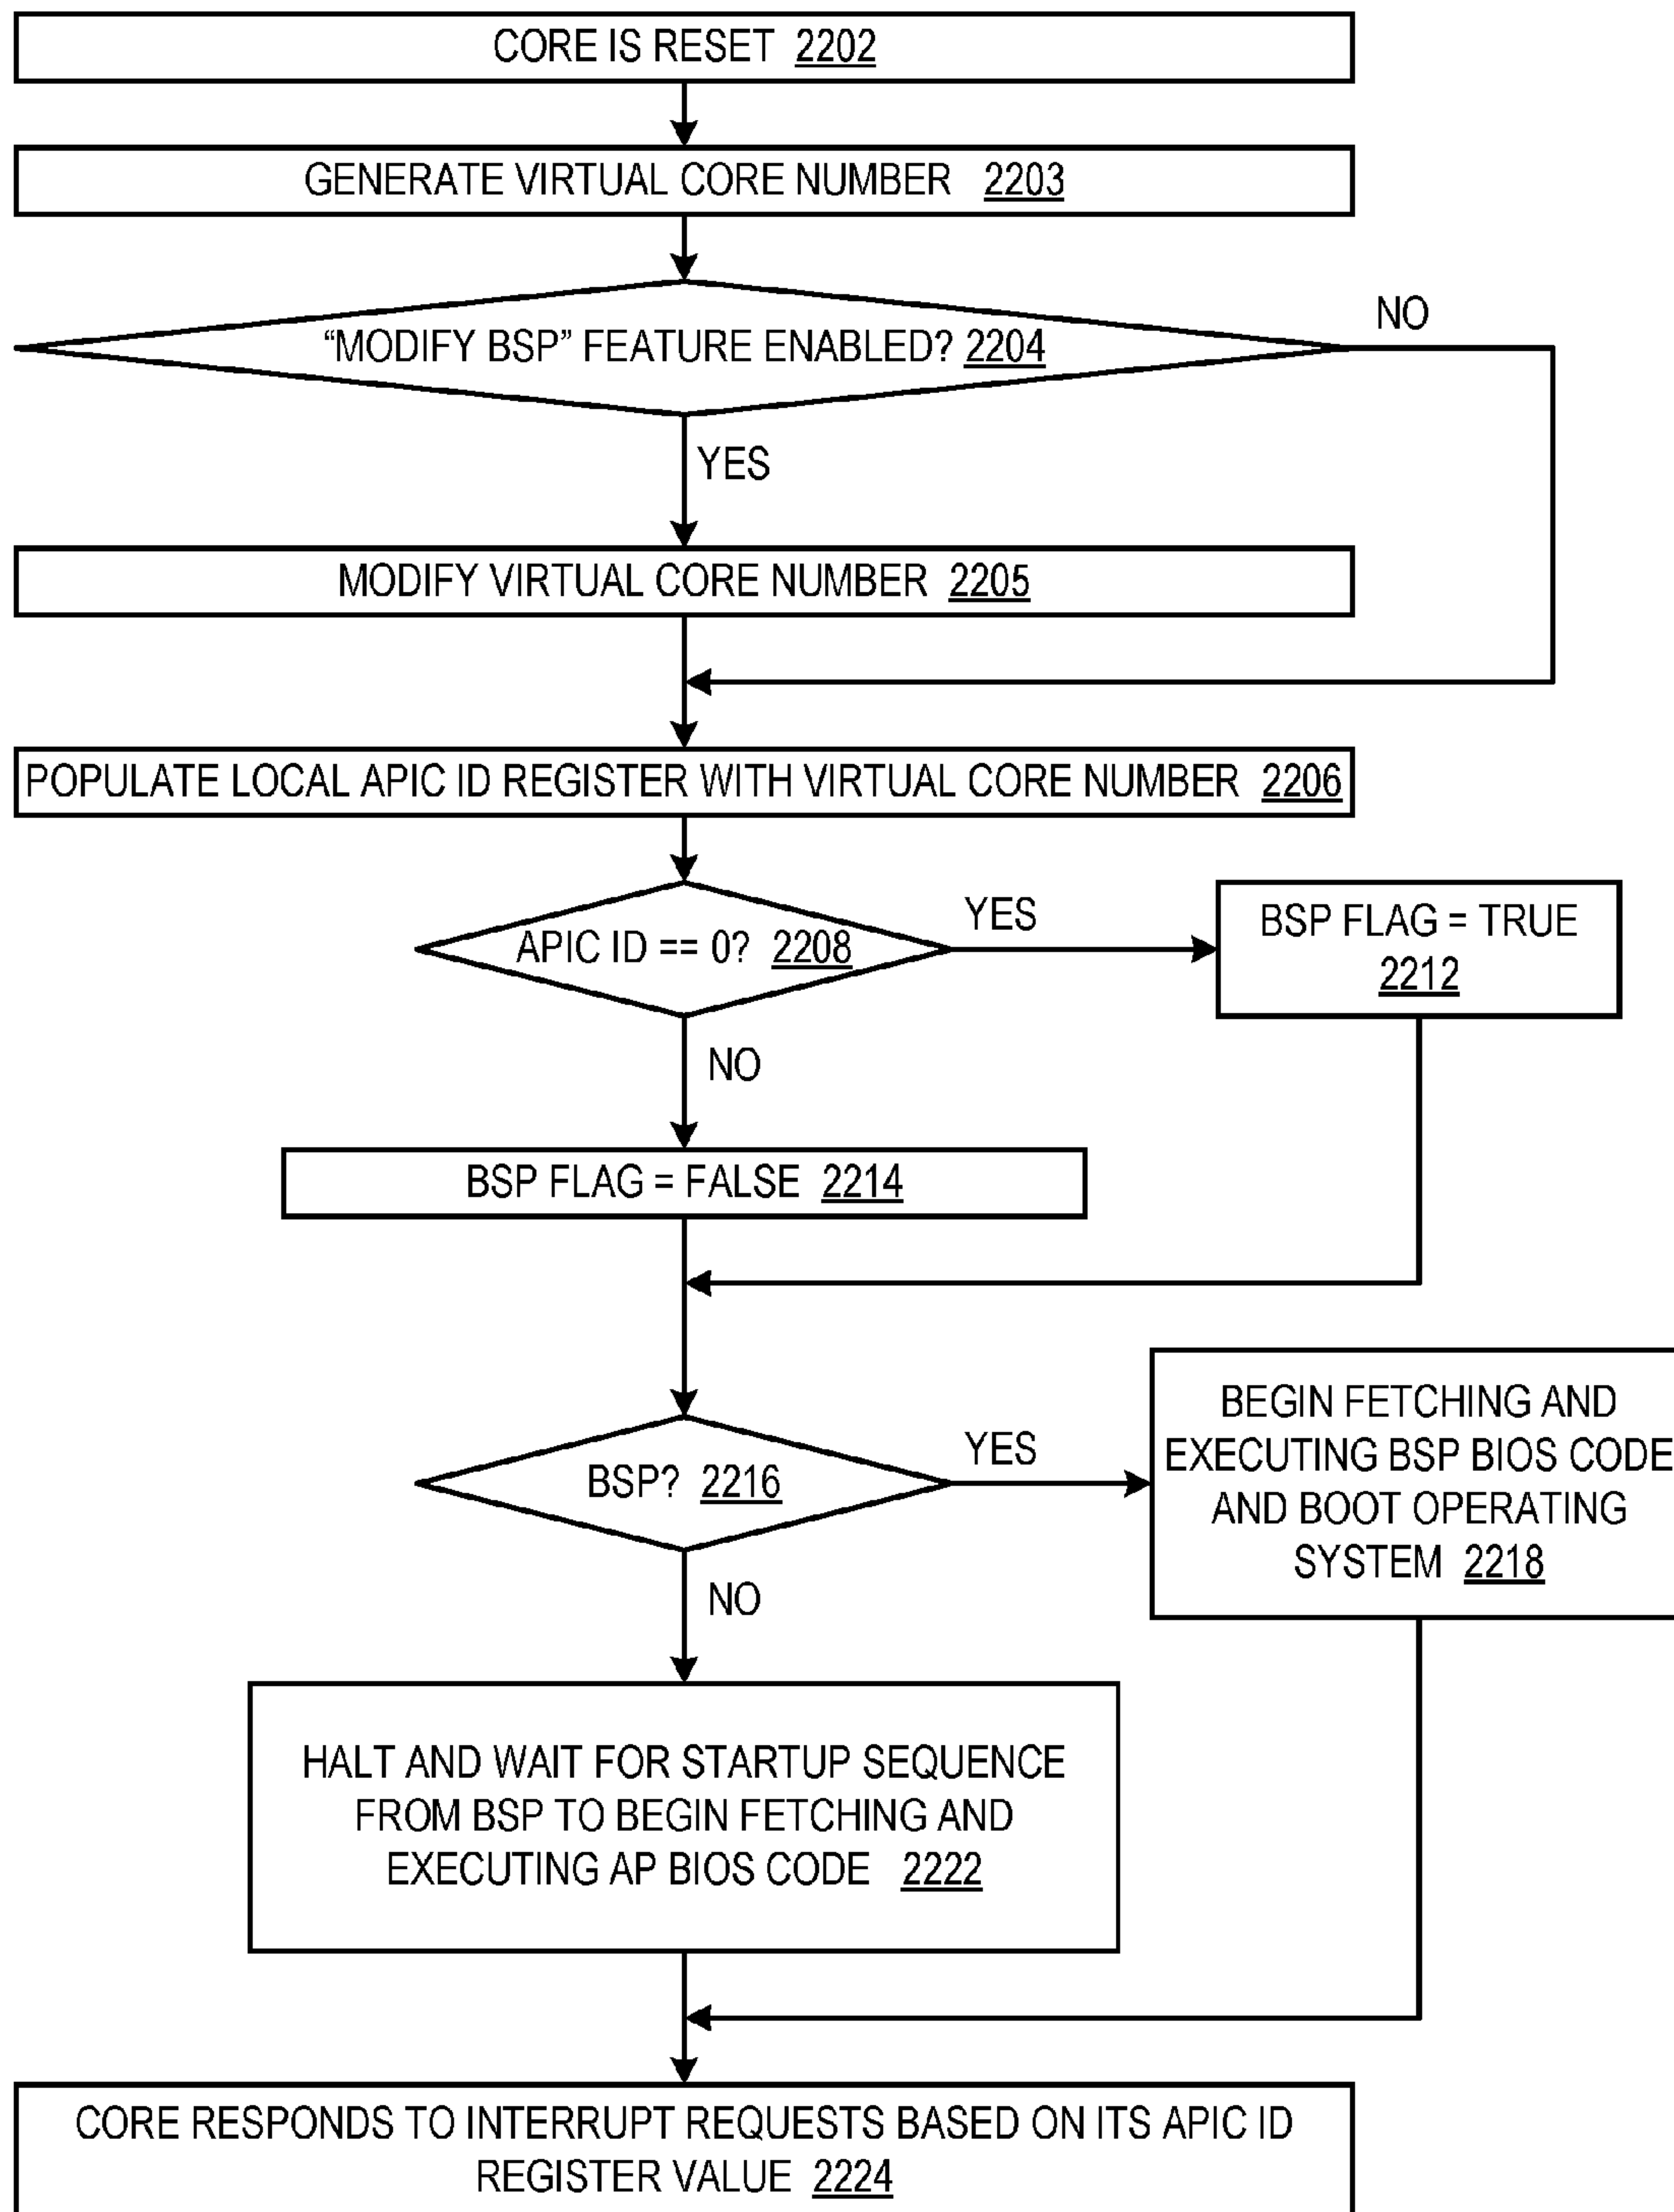 CORE IS RESET 2202
GENERATE VIRTUAL CORE NUMBER 2203
“MODIFY BSP” FEATURE ENABLED? 2204
NO
YES
MODIFY VIRTUAL CORE NUMBER 2205
POPULATE LOCAL APIC ID REGISTER WITH VIRTUAL CORE NUMBER 2206
APIC ID == 0? 2208
YES
BSP FLAG = TRUE
2212
NO
BSP FLAG = FALSE 2214
BSP? 2216
YES
BEGIN FETCHING AND
EXECUTING BSP BIOS CODE
AND BOOT OPERATING
SYSTEM 2218
NO
HALT AND WAIT FOR STARTUP SEQUENCE
FROM BSP TO BEGIN FETCHING AND
EXECUTING AP BIOS CODE 2222
CORE RESPONDS TO INTERRUPT REQUESTS BASED ON ITS APIC ID
REGISTER VALUE 2224